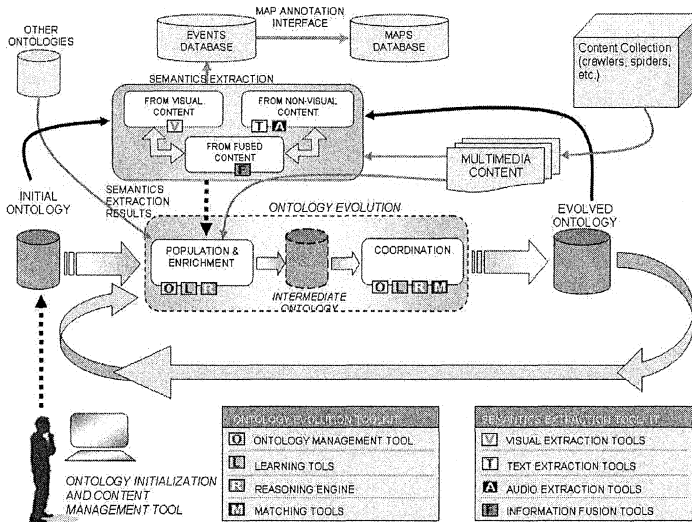 MAP ANNOTATION
INTERFACE
OTHER
ONTOLOGIES
EVENTS
DATABASE
MAPS
DATABASE
Content Collection
(crawlers, spiders,
etc.)
SEMANTICS EXTRACTION
FROM VISUAL
CONTENT
V
FROM NON-VISUAL
CONTENT
T A
FROM FUSED
CONTENT
F
MULTIMEDIA
CONTENT
INITIAL
ONTOLOGY
SEMANTICS
EXTRACTION
RESULTS
ONTOLOGY EVOLUTION
EVOLVED
ONTOLOGY
POPULATION &
ENRICHMENT
O L R
INTERMEDIATE
ONTOLOGY
COORDINATION
O L R M
ONTOLOGY INITIALIZATION
AND CONTENT
MANAGEMENT TOOL
ONTOLOGY EVOLUTION TOOLKIT
O ONTOLOGY MANAGEMENT TOOL
L LEARNING TOLS
R REASONING ENGINE
M MATCHING TOOLS
SEMANTICS EXTRACTION TOOLKIT
V VISUAL EXTRACTION TOOLS
T TEXT EXTRACTION TOOLS
A AUDIO EXTRACTION TOOLS
F INFORMATION FUSION TOOLS